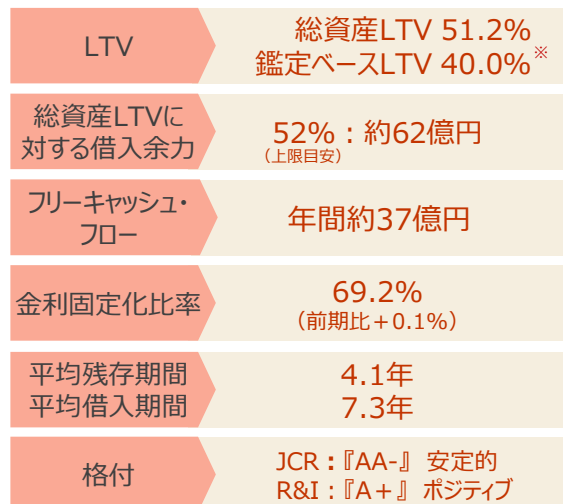 LTV
総資産LTV 51.2%
鑑定ベースLTV 40.0%※
総資産LTVに
対する借入余力
52%：約62億円
（上限目安）
フリーキャッシュ・
フロー
年間約37億円
金利固定化比率
69.2%
（前期比＋0.1%）
平均残存期間
平均借入期間
4.1年
7.3年
格付
JCR：『AA-』 安定的
R&I：『A＋』 ポジティブ